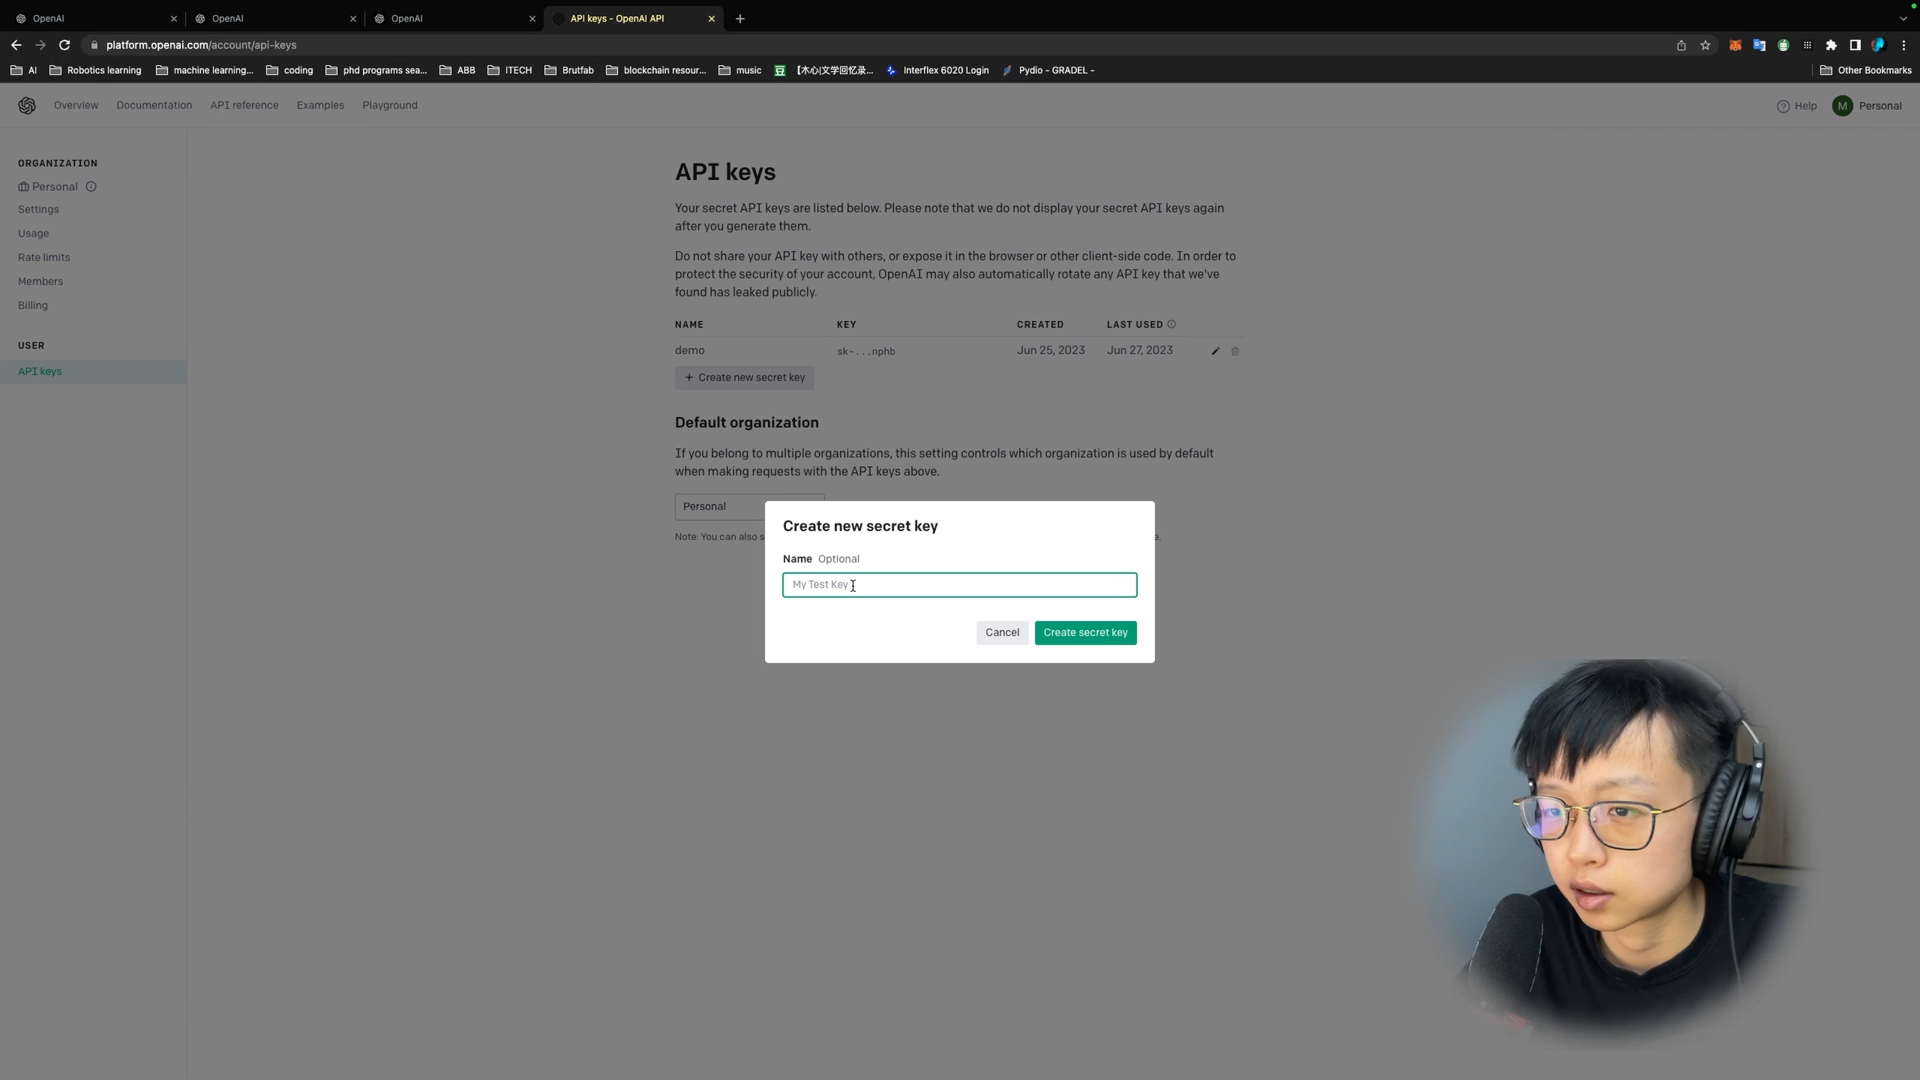 OpenAI
OpenAI
OpenAI
API keys - OpenAI API
platform.openai.com/account/api-keys
AI
Robotics learning
machine learning...
coding
phd programs sea...
ABB
ITECH
Brutfab
blockchain resour...
music
豆
【木心|文学回忆录...
Interflex 6020 Login
Pydio - GRADEL -
Other Bookmarks
Overview
Documentation
API reference
Examples
Playground
Help
M
Personal
ORGANIZATION
Personal
Settings
Usage
Rate limits
Members
Billing
USER
API keys
API keys
Your secret API keys are listed below. Please note that we do not display your secret API keys again
after you generate them.
Do not share your API key with others, or expose it in the browser or other client-side code. In order to
protect the security of your account, OpenAI may also automatically rotate any API key that we've
found has leaked publicly.
NAME KEY CREATED LAST USED
demo sk-...nphb Jun 25, 2023 Jun 27, 2023
+ Create new secret key
Default organization
If you belong to multiple organizations, this setting controls which organization is used by default
when making requests with the API keys above.
Personal
Note: You can also s
e.
Create new secret key
Name Optional
My Test Key
Cancel
Create secret key